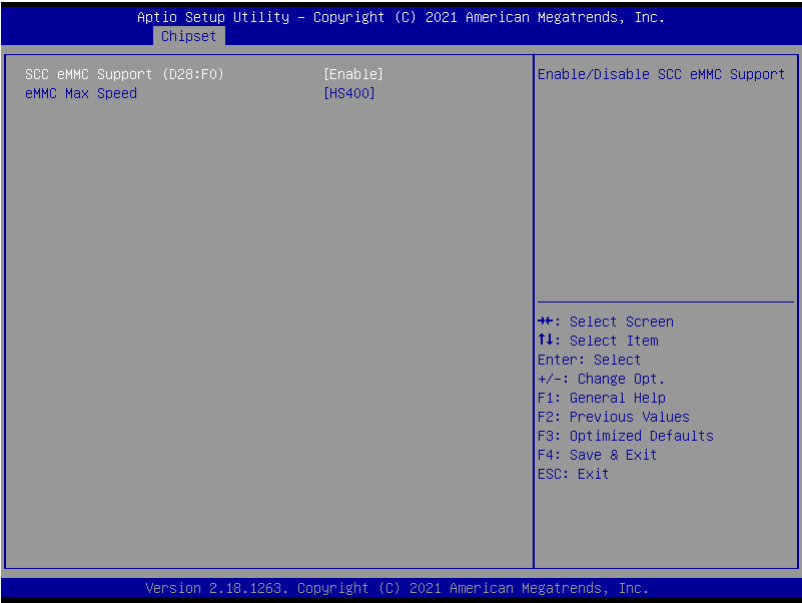 Aptio Setup Utility – Copyright (C) 2021 American Megatrends, Inc.
Chipset
SCC eMMC Support (D28:F0) [Enable]
eMMC Max Speed [HS400]
Enable/Disable SCC eMMC Support
→←: Select Screen
↑↓: Select Item
Enter: Select
+/-: Change Opt.
F1: General Help
F2: Previous Values
F3: Optimized Defaults
F4: Save & Exit
ESC: Exit
Version 2.18.1263. Copyright (C) 2021 American Megatrends, Inc.